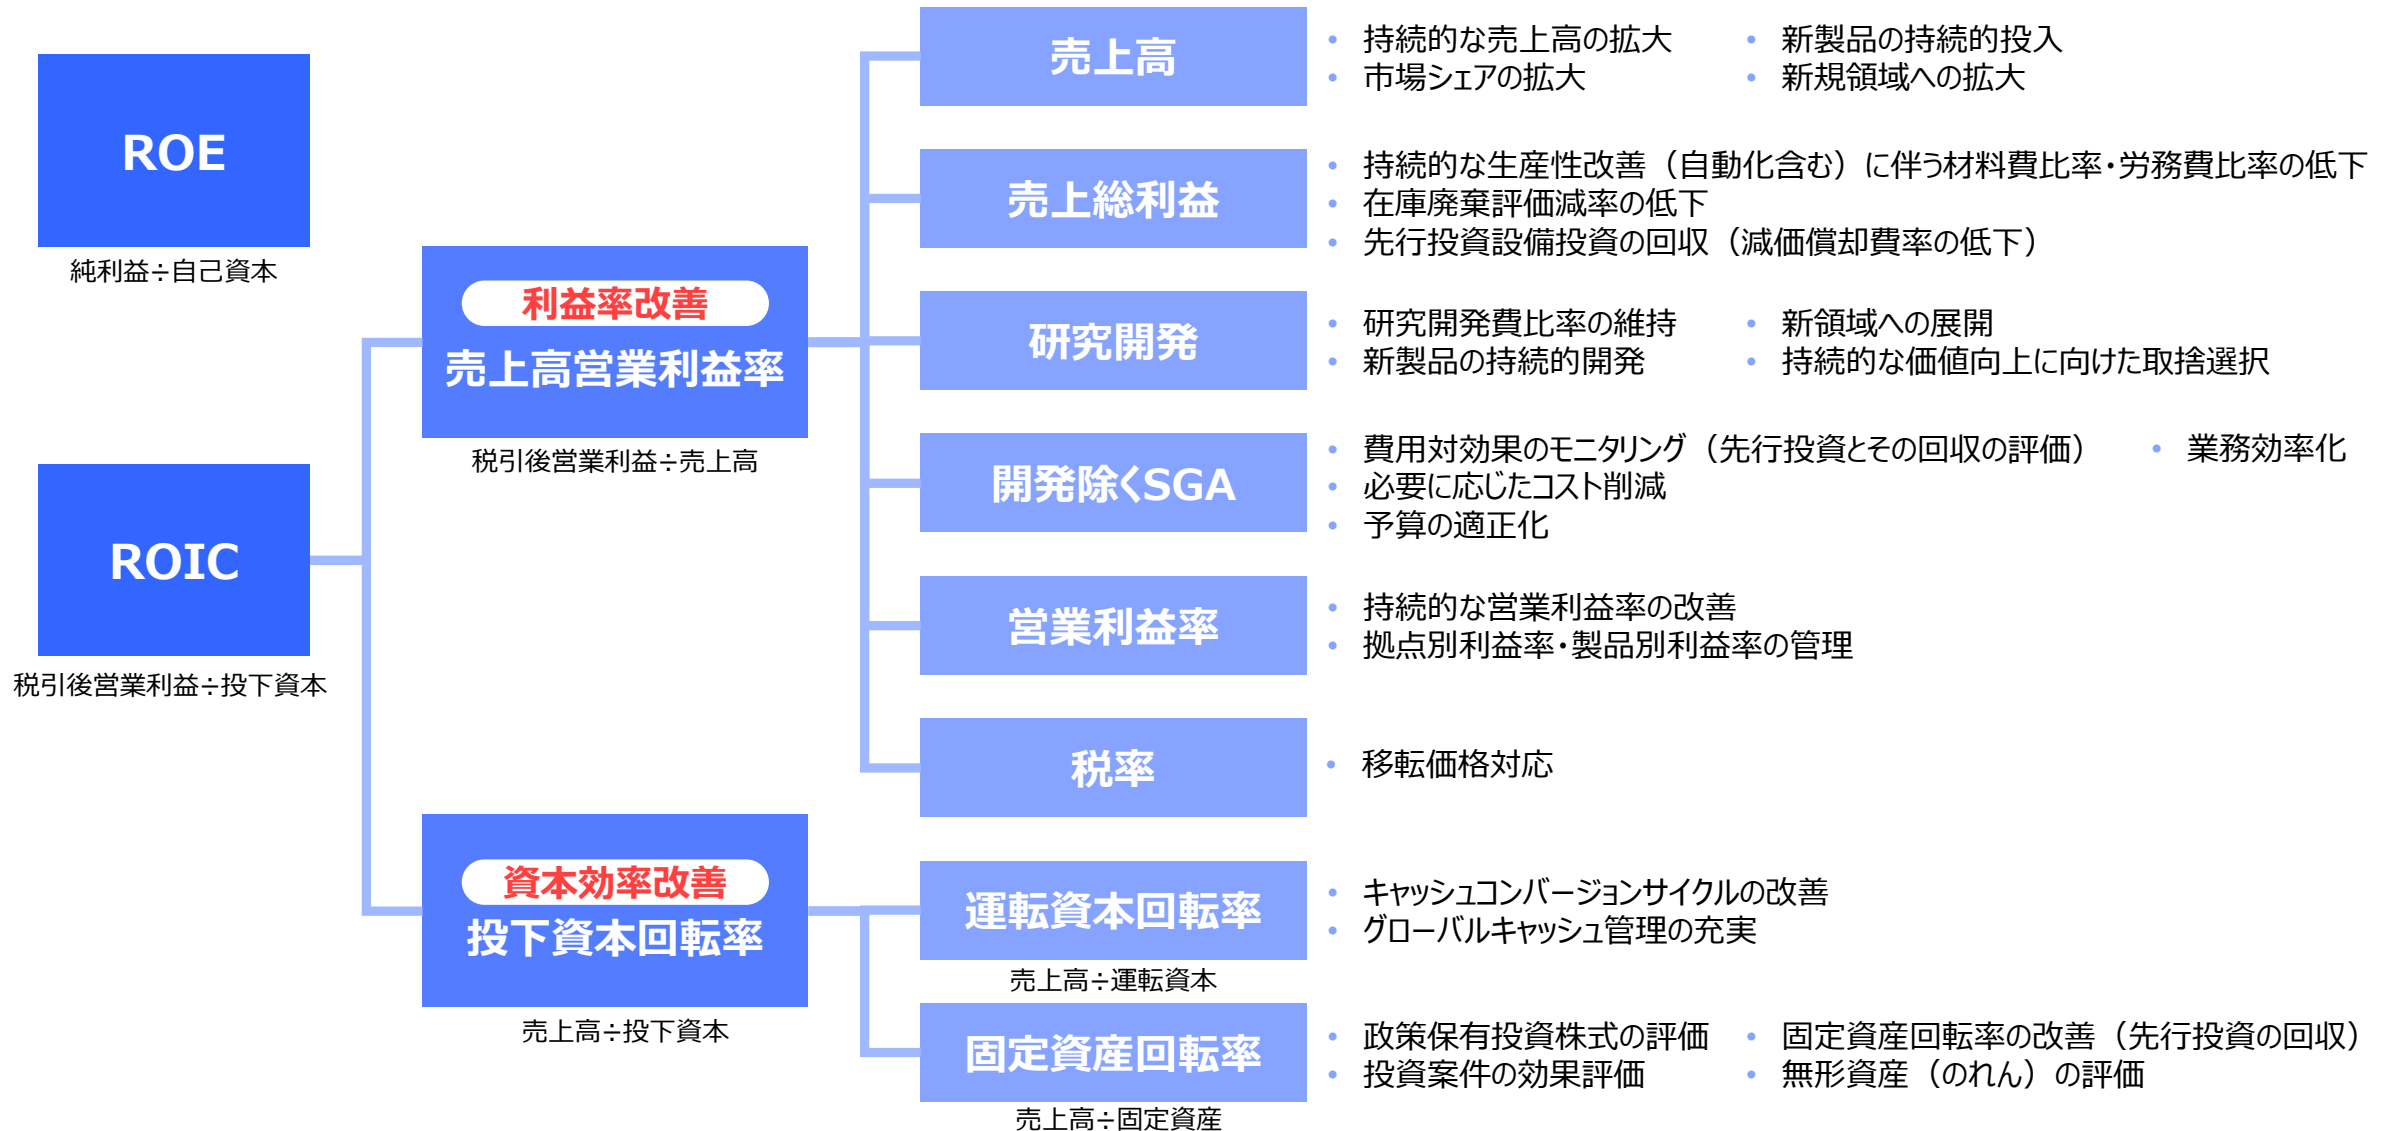 ROE
純利益÷自己資本
ROIC
税引後営業利益÷投下資本
利益率改善
売上高営業利益率
税引後営業利益÷売上高
資本効率改善
投下資本回転率
売上高÷投下資本
売上高
• 持続的な売上高の拡大
• 市場シェアの拡大
• 新製品の持続的投入
• 新規領域への拡大
売上総利益
• 持続的な生産性改善（自動化含む）に伴う材料費比率・労務費比率の低下
• 在庫廃棄評価減率の低下
• 先行投資設備投資の回収（減価償却費率の低下）
研究開発
• 研究開発費比率の維持
• 新製品の持続的開発
• 新領域への展開
• 持続的な価値向上に向けた取捨選択
開発除くSGA
• 費用対効果のモニタリング（先行投資とその回収の評価）
• 必要に応じたコスト削減
• 予算の適正化
• 業務効率化
営業利益率
• 持続的な営業利益率の改善
• 拠点別利益率・製品別利益率の管理
税率
• 移転価格対応
運転資本回転率
売上高÷運転資本
• キャッシュコンバージョンサイクルの改善
• グローバルキャッシュ管理の充実
固定資産回転率
売上高÷固定資産
• 政策保有投資株式の評価
• 投資案件の効果評価
• 固定資産回転率の改善（先行投資の回収）
• 無形資産（のれん）の評価